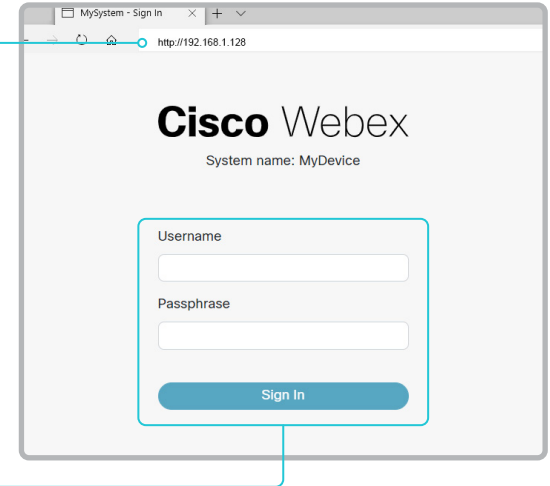 MySystem - Sign In
http://192.168.1.128
Cisco Webex
System name: MyDevice
Username
Passphrase
Sign In